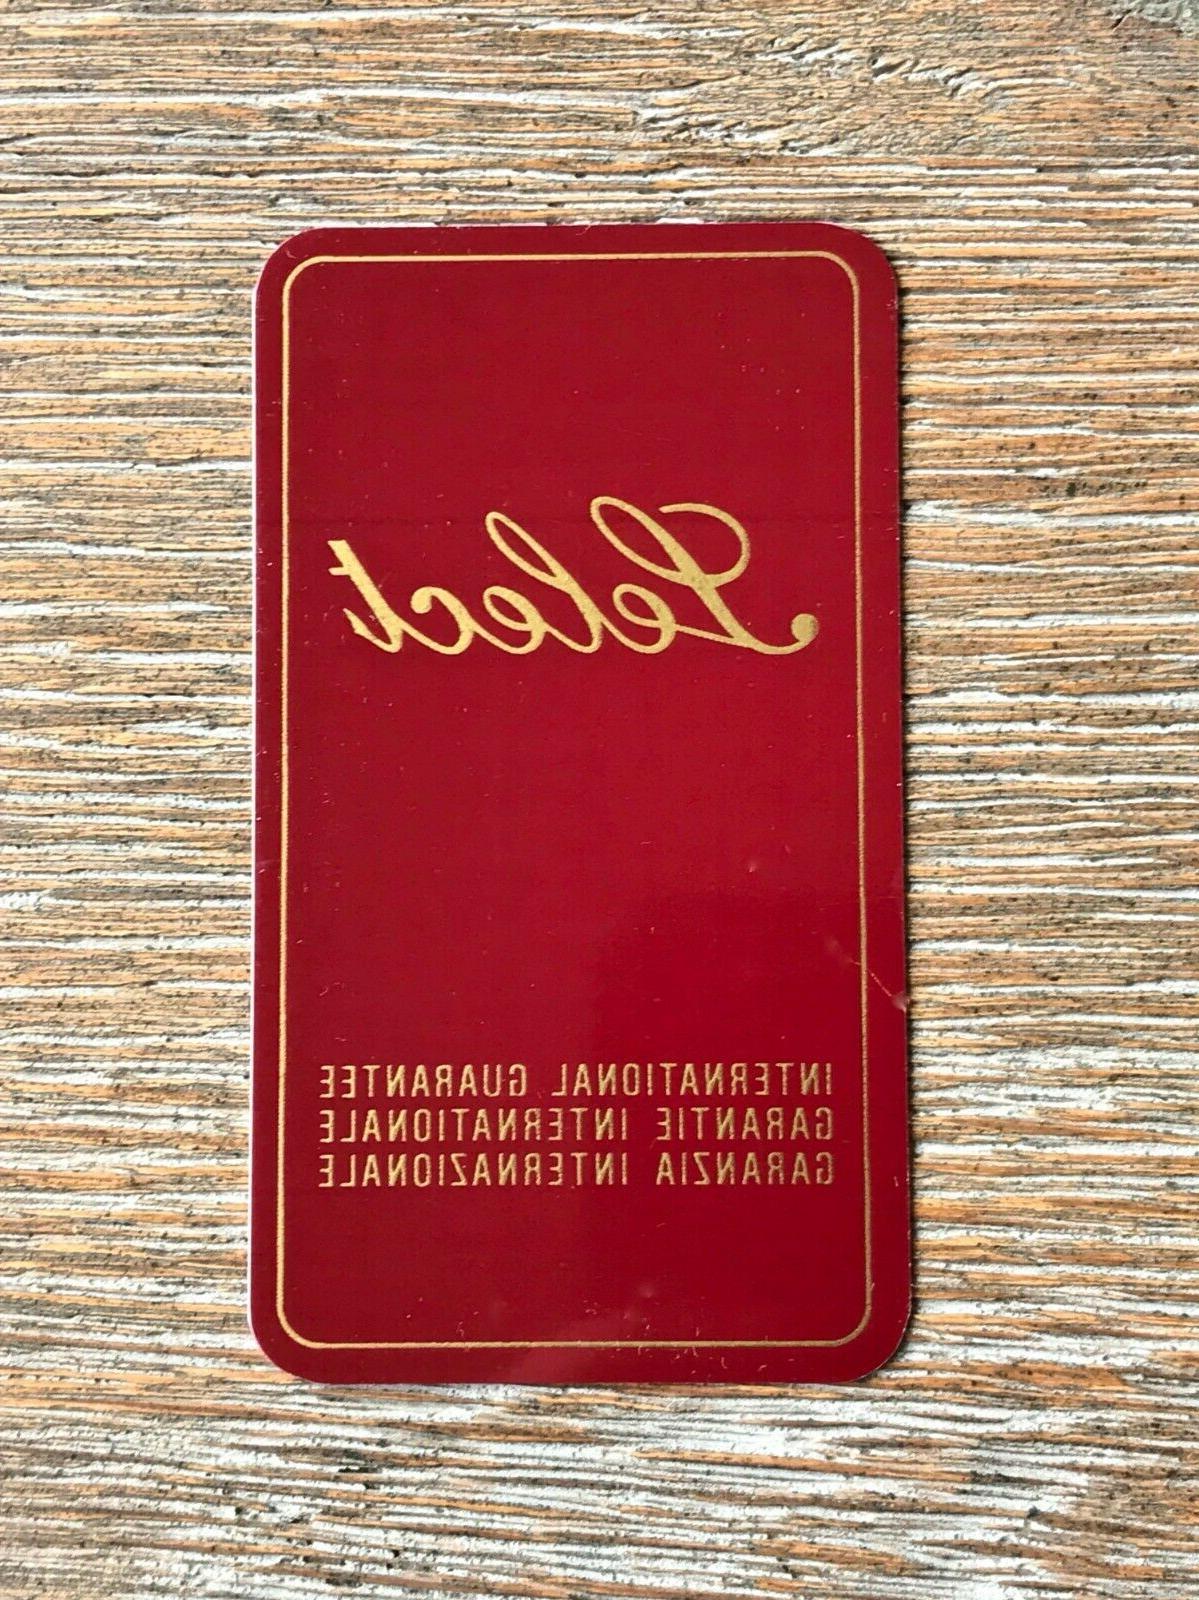 Select
INTERNATIONAL GUARANTEE
GARANTIE INTERNATIONALE
GARANZIA INTERNAZIONALE